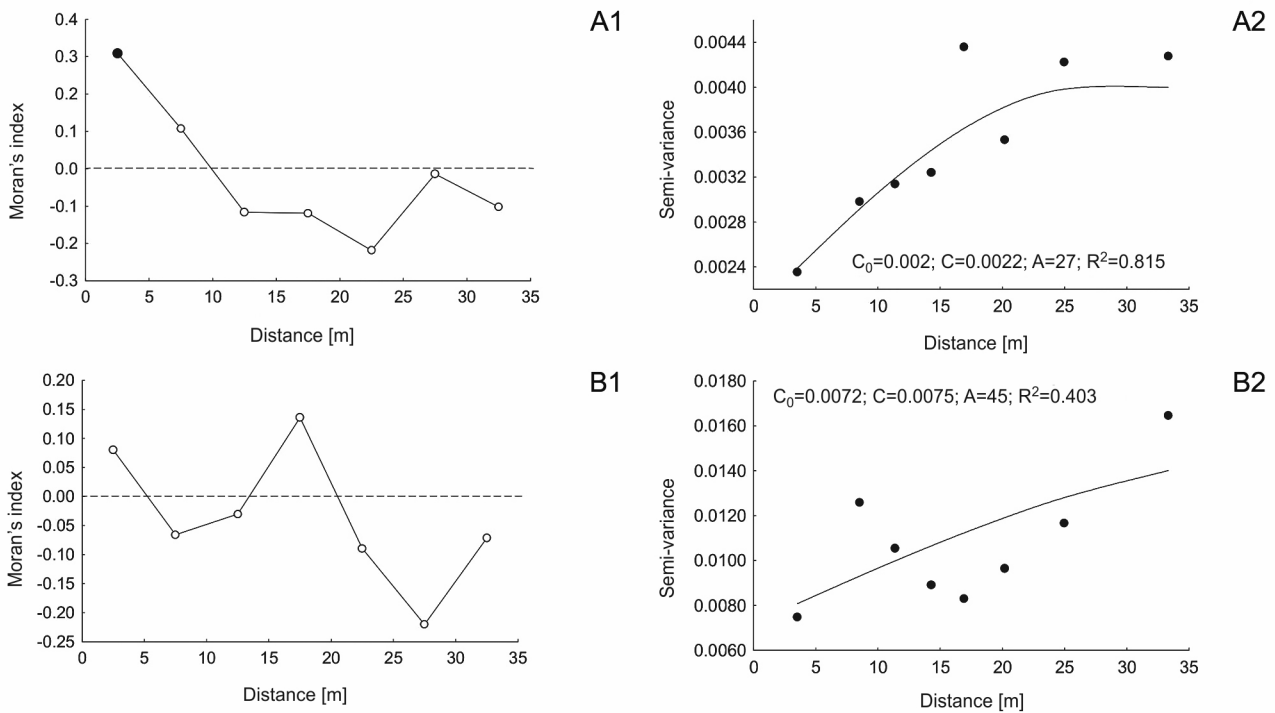 A1
Moran's index
0.4
0.3
0.2
0.1
0.0
-0.1
-0.2
-0.3
0 5 10 15 20 25 30 35
Distance [m]
A2
Semi-variance
0.0044
0.0040
0.0036
0.0032
0.0028
0.0024
C₀=0.002; C=0.0022; A=27; R²=0.815
0 5 10 15 20 25 30 35
Distance [m]
B1
Moran's index
0.20
0.15
0.10
0.05
0.00
-0.05
-0.10
-0.15
-0.20
-0.25
0 5 10 15 20 25 30 35
Distance [m]
B2
C₀=0.0072; C=0.0075; A=45; R²=0.403
Semi-variance
0.0180
0.0160
0.0140
0.0120
0.0100
0.0080
0.0060
0 5 10 15 20 25 30 35
Distance [m]